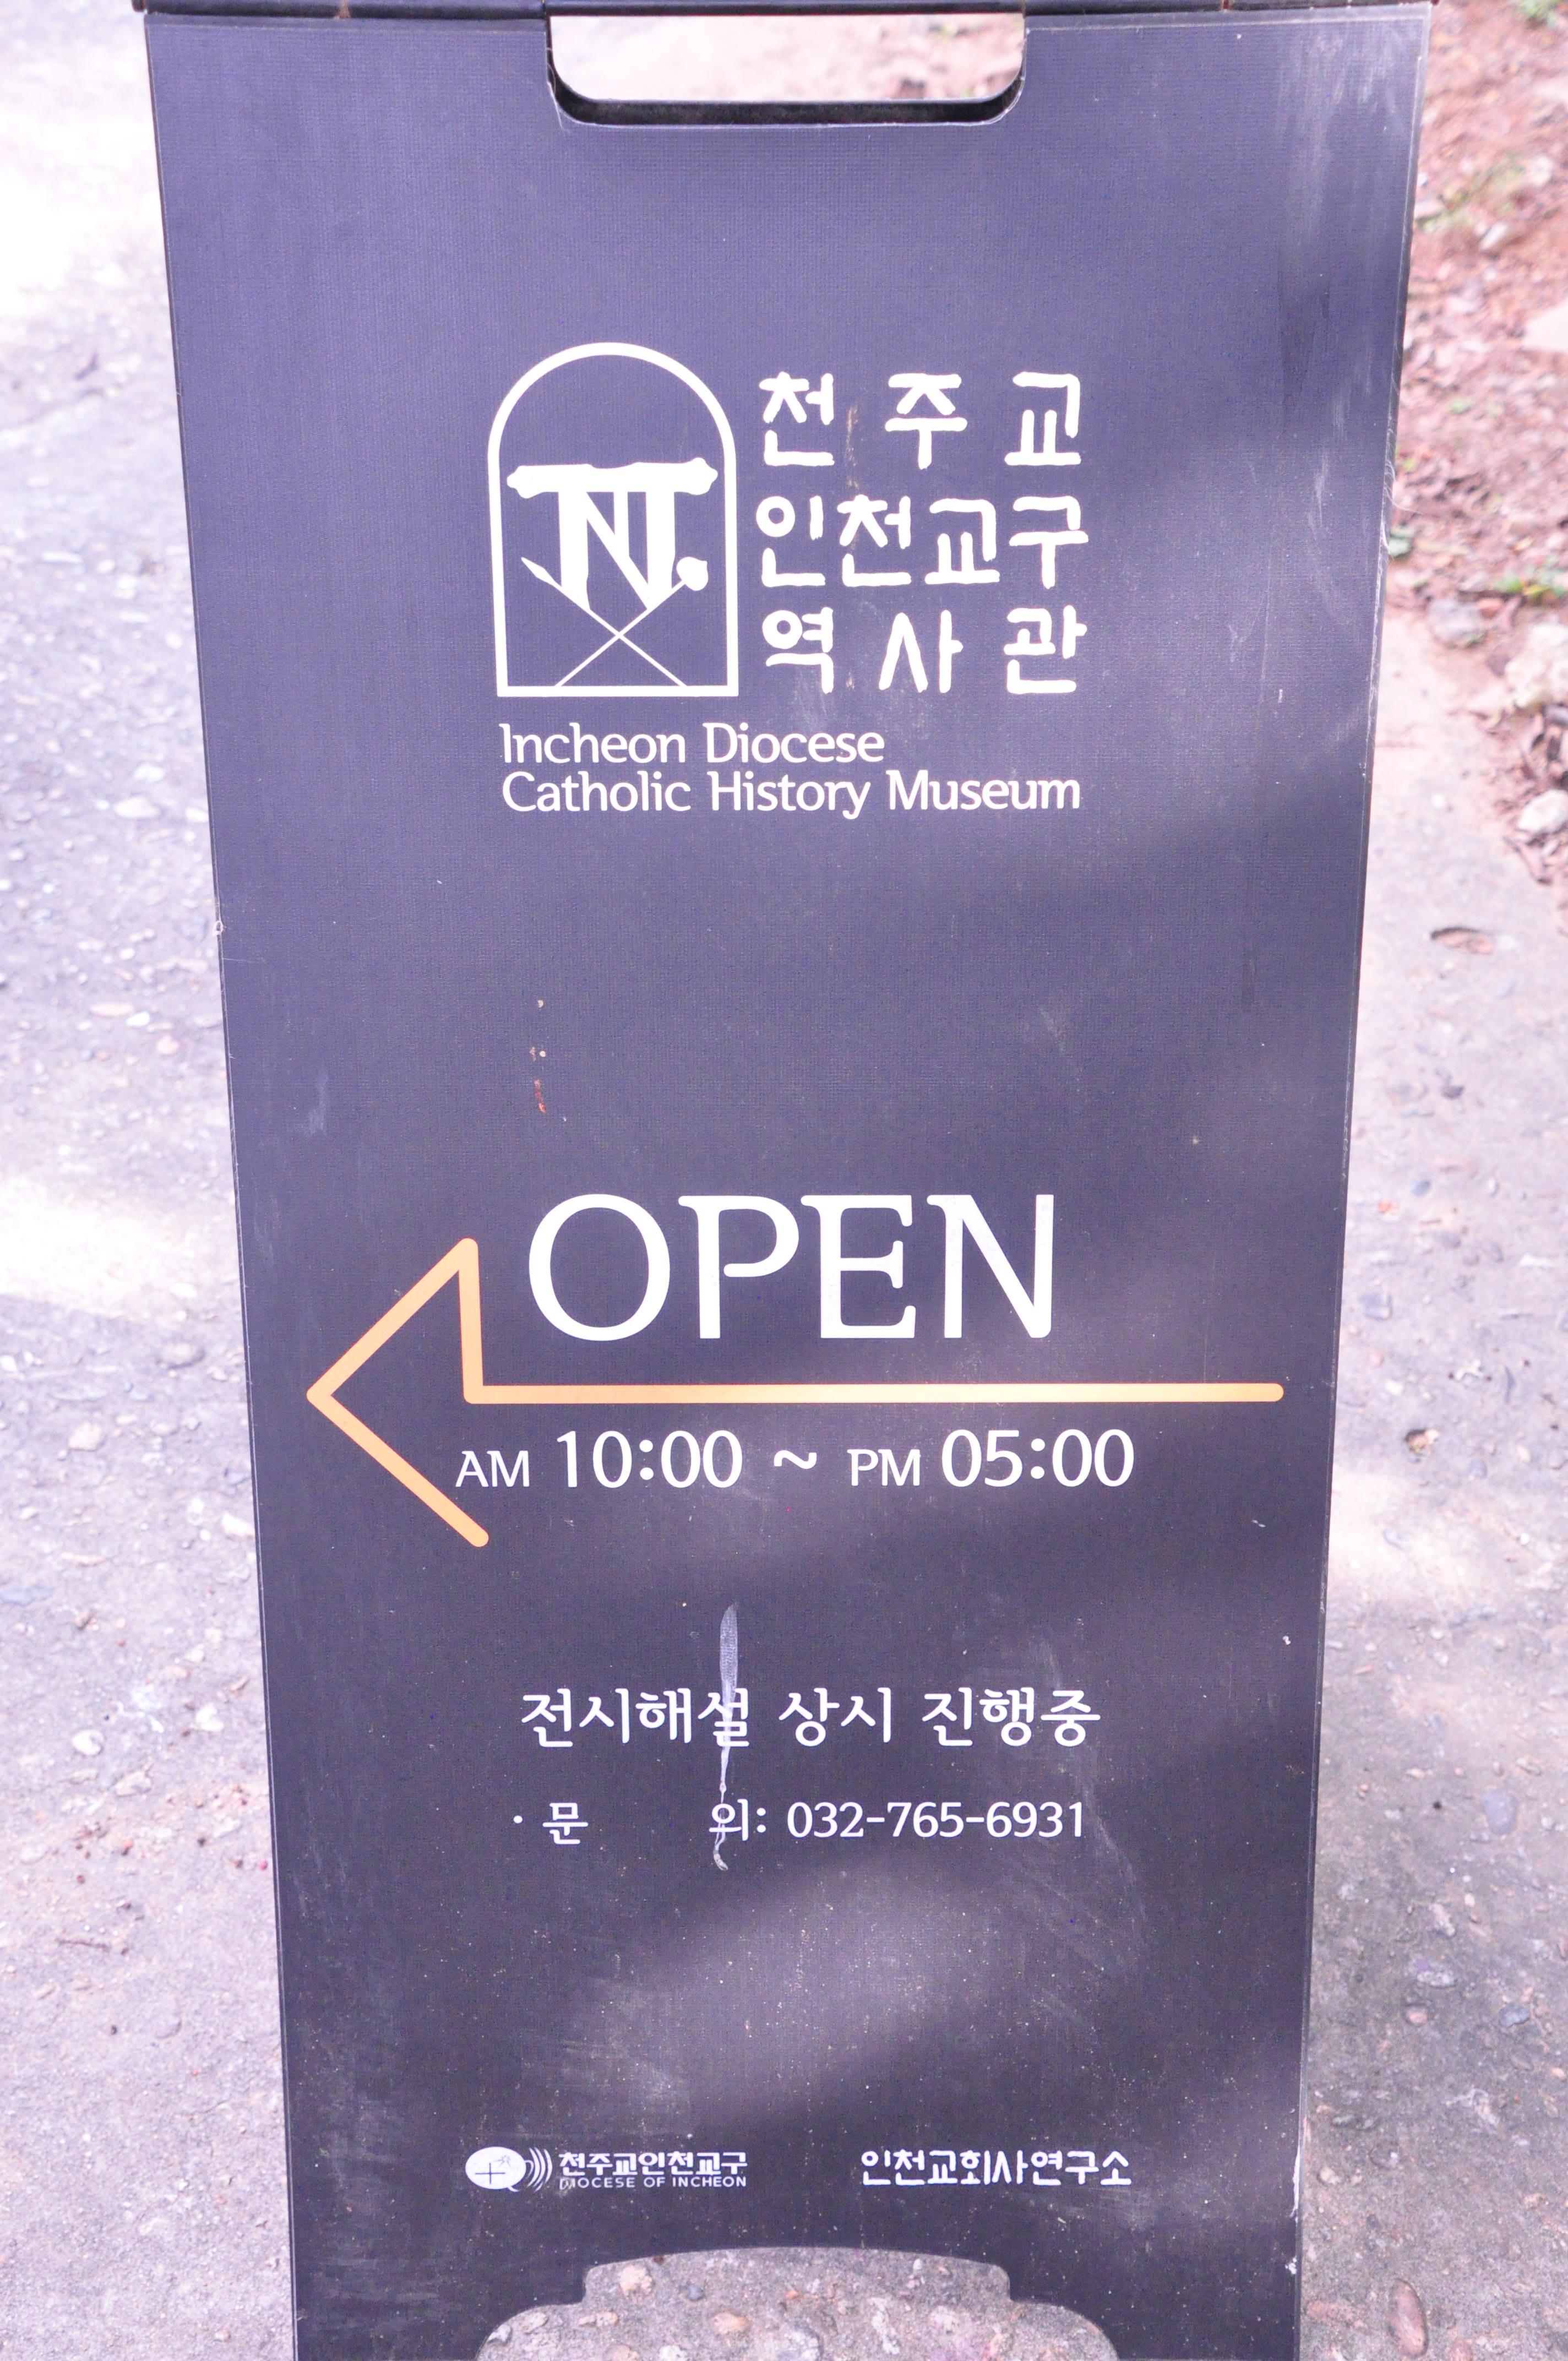 천주교
인천교구
역사관
Incheon Diocese
Catholic History Museum
OPEN
AM 10:00 ~ PM 05:00
전시해설 상시 진행중
· 문 의: 032-765-6931
천주교인천교구
DIOCESE OF INCHEON
인천교회사연구소